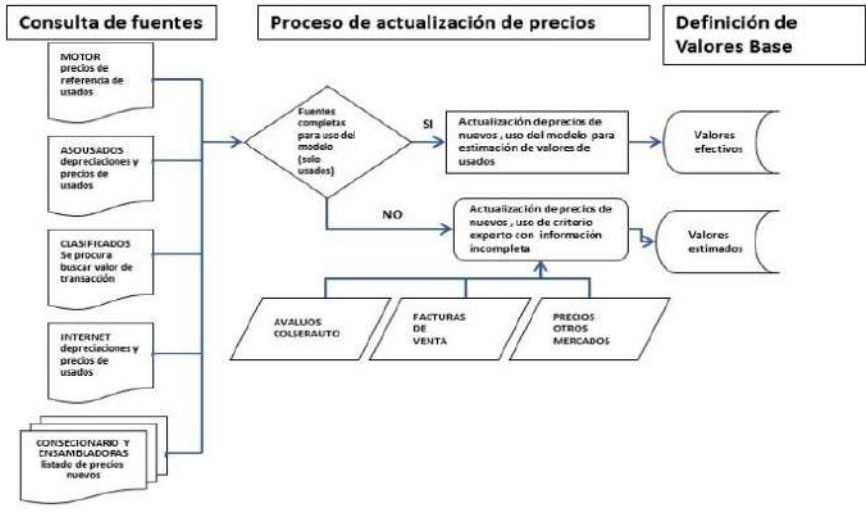 Consulta de fuentes
Proceso de actualización de precios
Definición de
Valores Base
MOTOR
precios de
referencia de
usados
ASOUSADOS
depreciaciones y
precios de
usados
CLASIFICADOS
Se procura
buscar valor de
transacción
INTERNET
depreciaciones y
precios de
usados
CONSECIONARIO Y
ENSAMBLADORAS
listado de precios
nuevos
Fuentes
completas
para uso del
modelo
(solo
usados)
SI
Actualización de precios de
nuevos , uso del modelo para
estimación de valores de
usados
Valores
efectivos
NO
Actualización de precios de
nuevos , uso de criterio
experto con información
incompleta
Valores
estimados
AVALUOS
COLSERAUTO
FACTURAS
DE
VENTA
PRECIOS
OTROS
MERCADOS